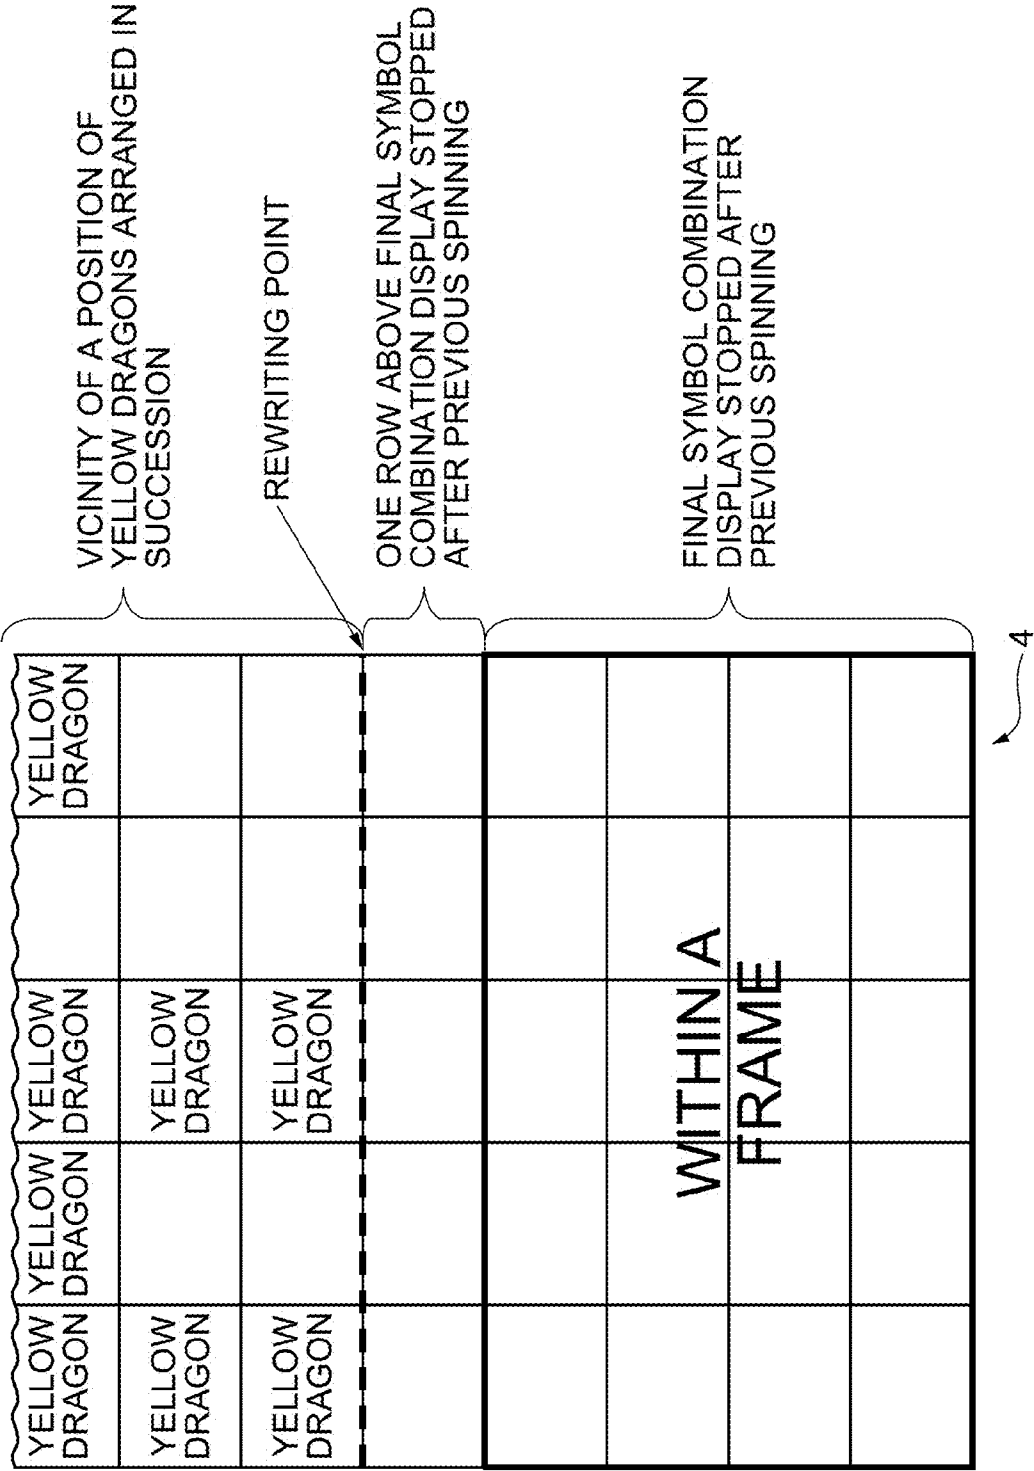 YELLOW
DRAGON
YELLOW
DRAGON
YELLOW
DRAGON
YELLOW
DRAGON
YELLOW
DRAGON
YELLOW
DRAGON
YELLOW
DRAGON
YELLOW
DRAGON
VICINITY OF A POSITION OF
YELLOW DRAGONS ARRANGED IN
SUCCESSION
REWRITING POINT
ONE ROW ABOVE FINAL SYMBOL
COMBINATION DISPLAY STOPPED
AFTER PREVIOUS SPINNING
WITHIN A
FRAME
FINAL SYMBOL COMBINATION
DISPLAY STOPPED AFTER
PREVIOUS SPINNING
4